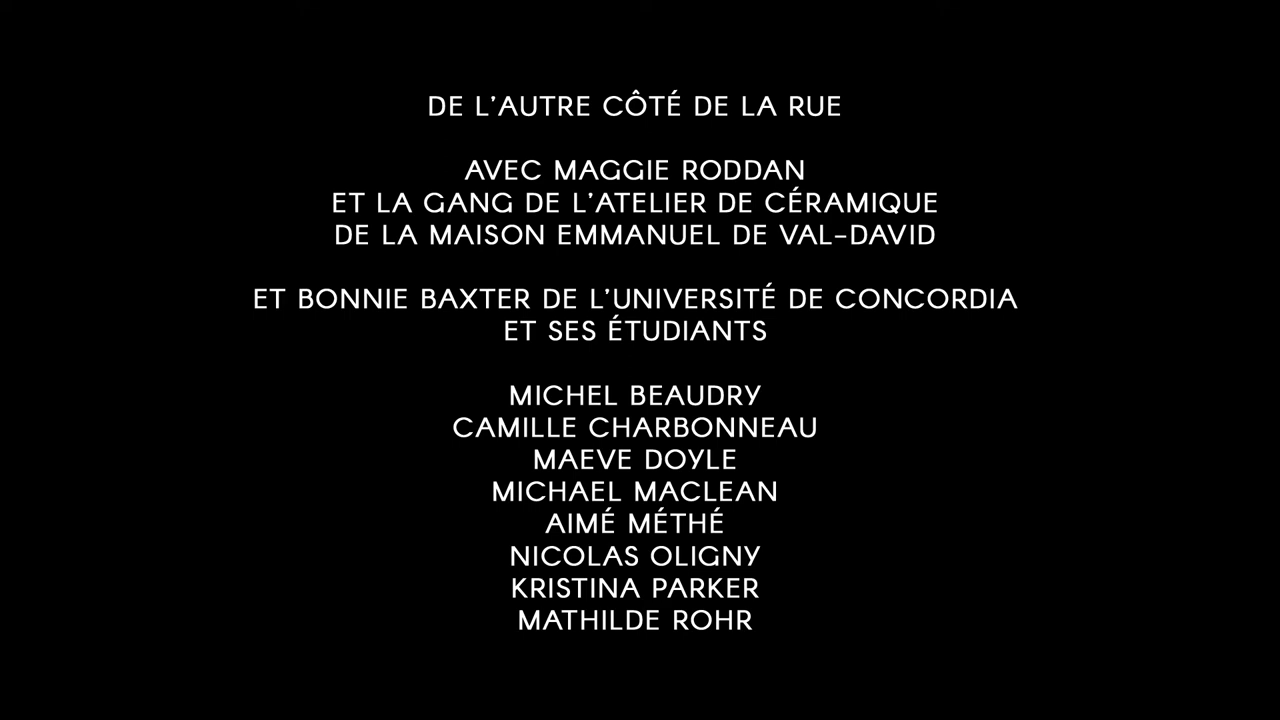 DE L'AUTRE CÔTÉ DE LA RUE
AVEC MAGGIE RODDAN
ET LA GANG DE L'ATELIER DE CÉRAMIQUE
DE LA MAISON EMMANUEL DE VAL-DAVID
ET BONNIE BAXTER DE L'UNIVERSITÉ DE CONCORDIA
ET SES ÉTUDIANTS
MICHEL BEAUDRY
CAMILLE CHARBONNEAU
MAEVE DOYLE
MICHAEL MACLEAN
AIMÉ MÉTHÉ
NICOLAS OLIGNY
KRISTINA PARKER
MATHILDE ROHR